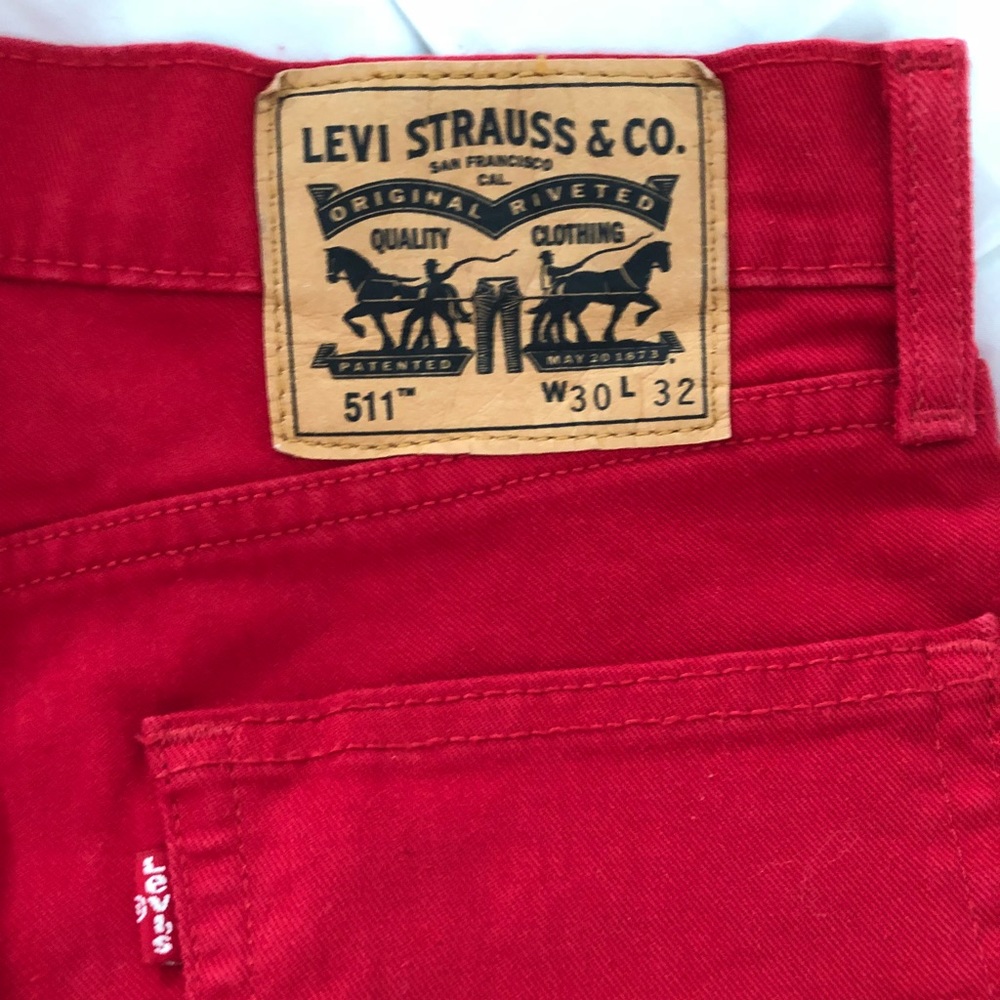 LEVI STRAUSS & CO.
SAN FRANCISCO
CAL.
ORIGINAL RIVETED
QUALITY CLOTHING
PATENTED MAY 20 1873.
511™ W30 L 32
LEVI'S